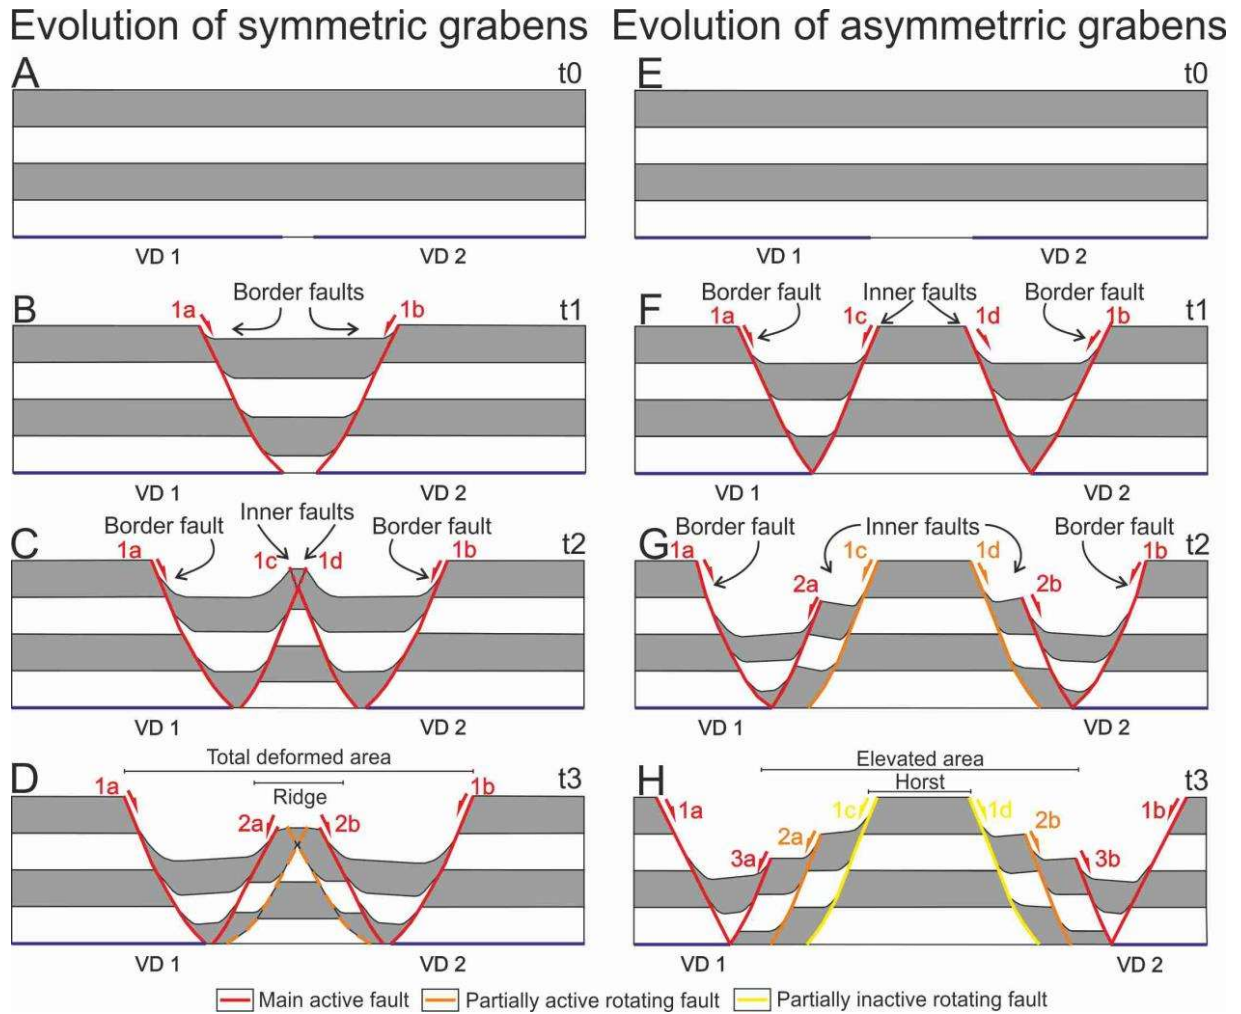 Evolution of symmetric grabens
A
t0
VD 1
VD 2
B
1a
Border faults
1b
t1
VD 1
VD 2
C
1a
Border fault
Inner faults
1c
1d
Border fault
1b
t2
VD 1
VD 2
D
Total deformed area
1a
Ridge
2a
2b
1b
t3
VD 1
VD 2
Evolution of asymmetrric grabens
E
t0
VD 1
VD 2
F
Border fault
Inner faults
Border fault
t1
1a
1c
1d
1b
VD 1
VD 2
G
Border fault
Inner faults
Border fault
t2
1a
1c
1d
1b
2a
2b
VD 1
VD 2
H
Elevated area
Horst
t3
1a
1c
1d
1b
2a
2b
3a
3b
VD 1
VD 2
Main active fault
Partially active rotating fault
Partially inactive rotating fault